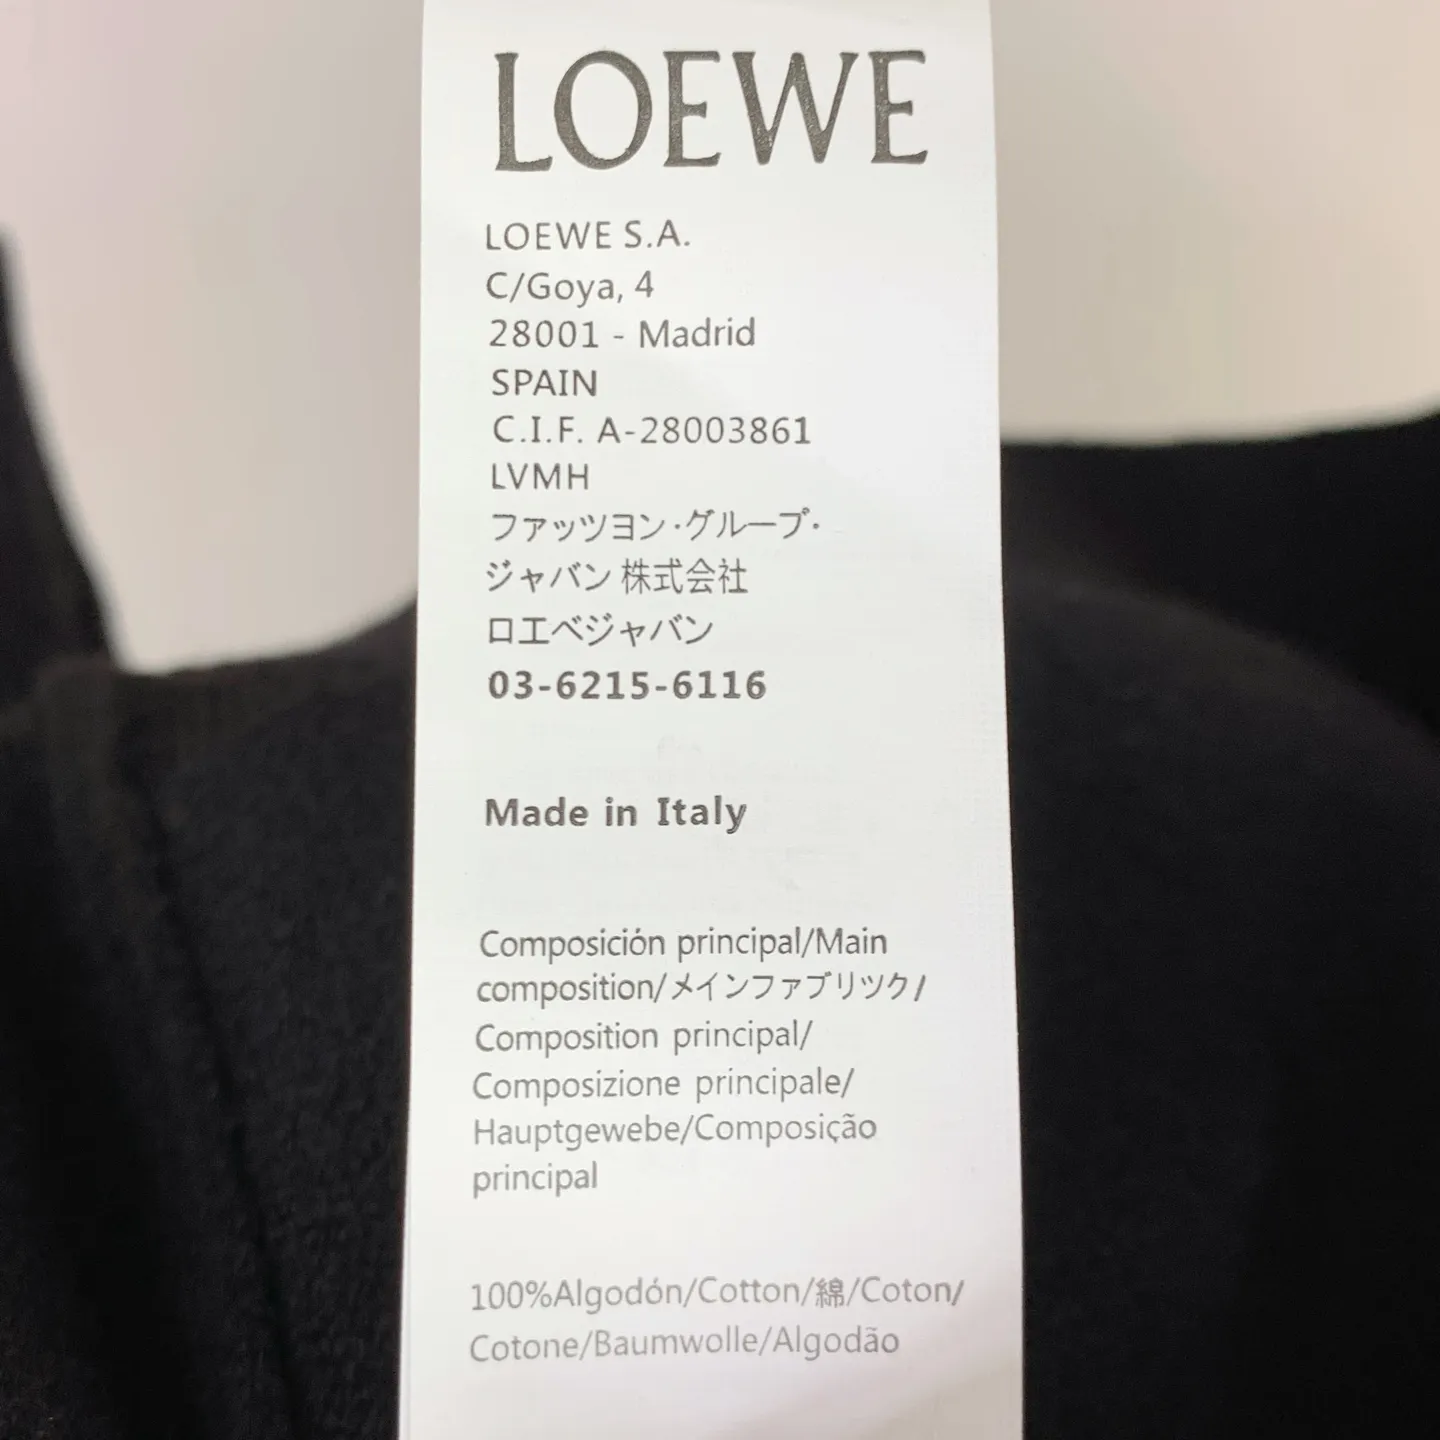 LOEWE
LOEWE S.A.
C/Goya, 4
28001 - Madrid
SPAIN
C.I.F. A-28003861
LVMH
ファッツヨン·グループ·
ジャバン 株式会社
ロエベジャバン
03-6215-6116
Made in Italy
Composición principal/Main
composition/メインファブリツク/
Composition principal/
Composizione principale/
Hauptgewebe/Composição
principal
100%Algodón/Cotton/綿/Coton/
Cotone/Baumwolle/Algodão